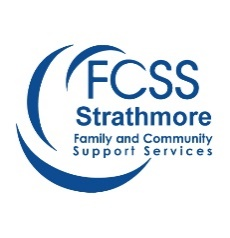 FCSS
Strathmore
Family and Community
Support Services